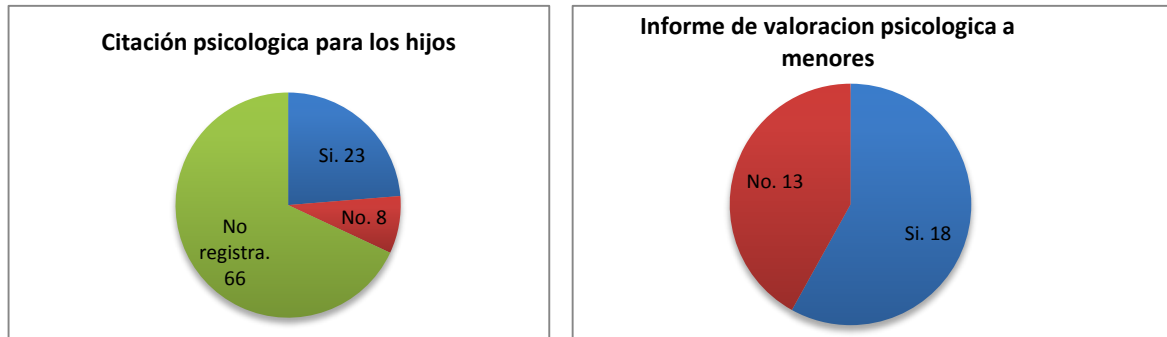 Citación psicologica para los hijos
Si. 23
No. 8
No
registra.
66
Informe de valoracion psicologica a
menores
No. 13
Si. 18